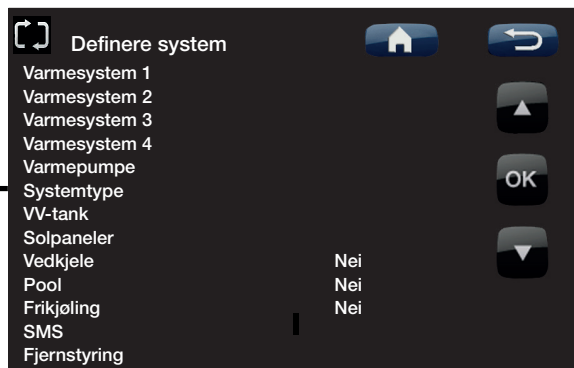 Definere system
Varmesystem 1
Varmesystem 2
Varmesystem 3
Varmesystem 4
Varmepumpe
Systemtype
VV-tank
Solpaneler
Vedkjele Nei
Pool Nei
Frikjøling Nei
SMS
Fjernstyring
OK